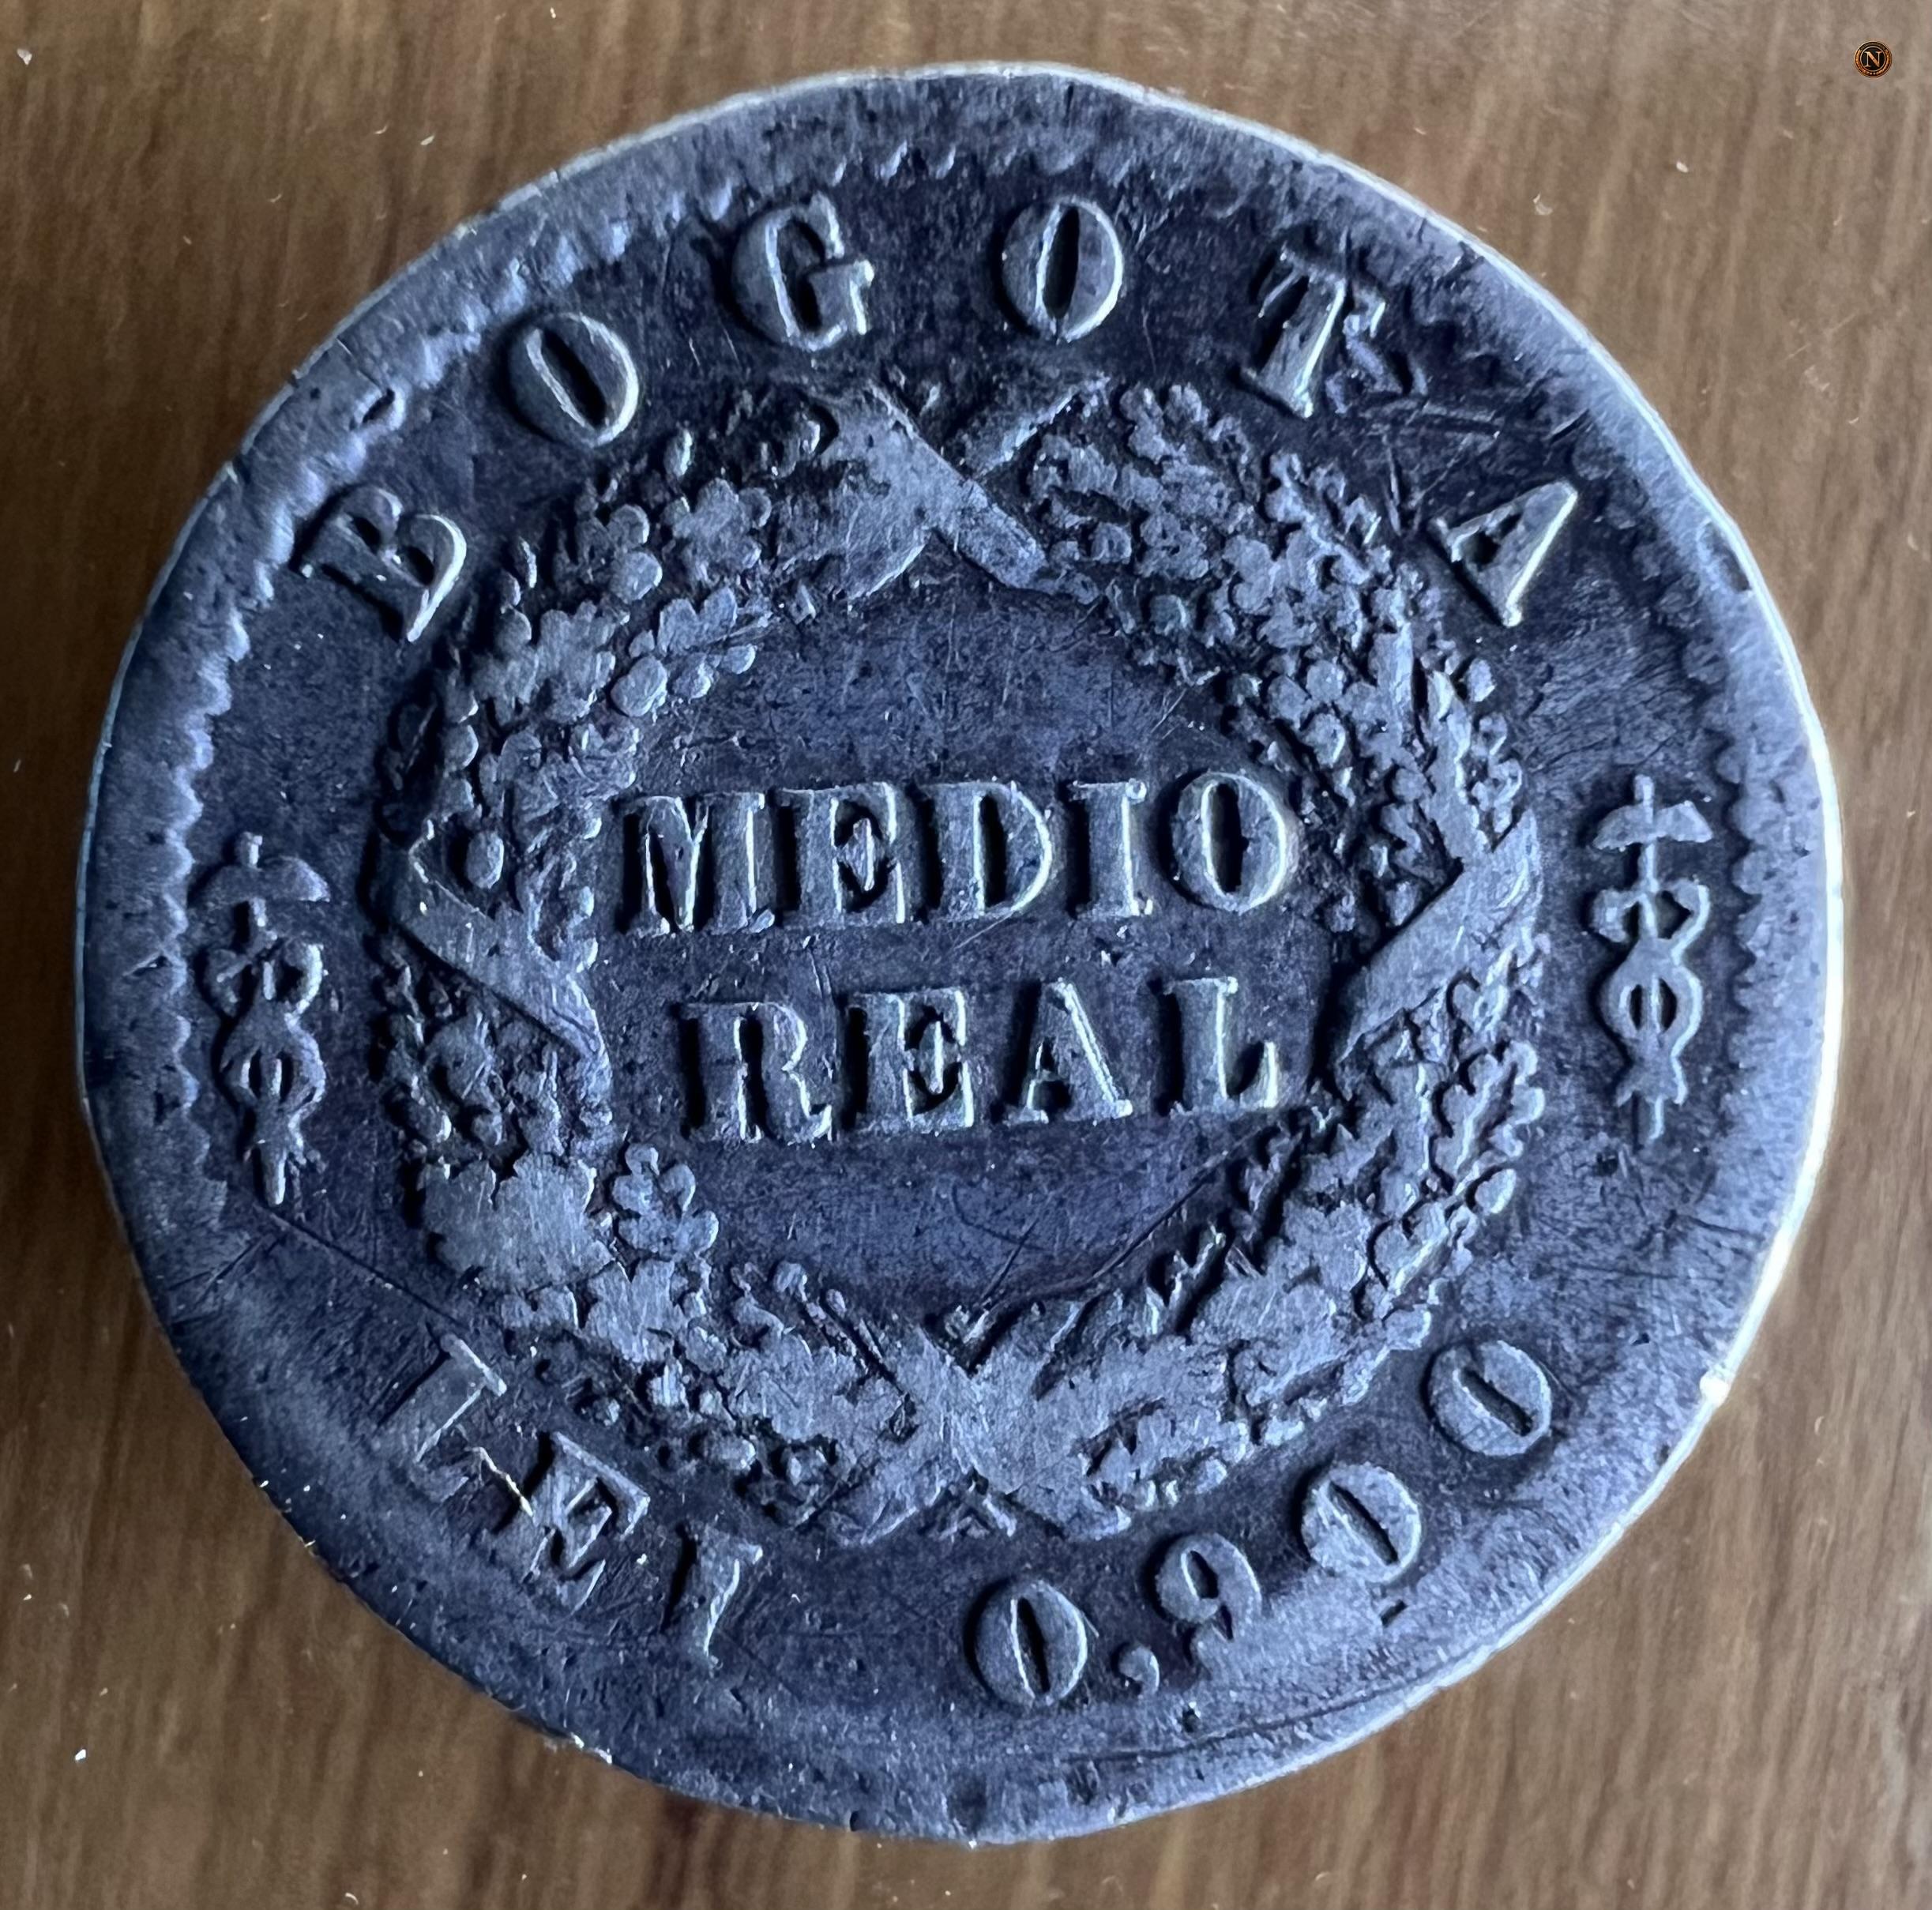 BOGOTA
MEDIO
REAL
LEI 0,900
N